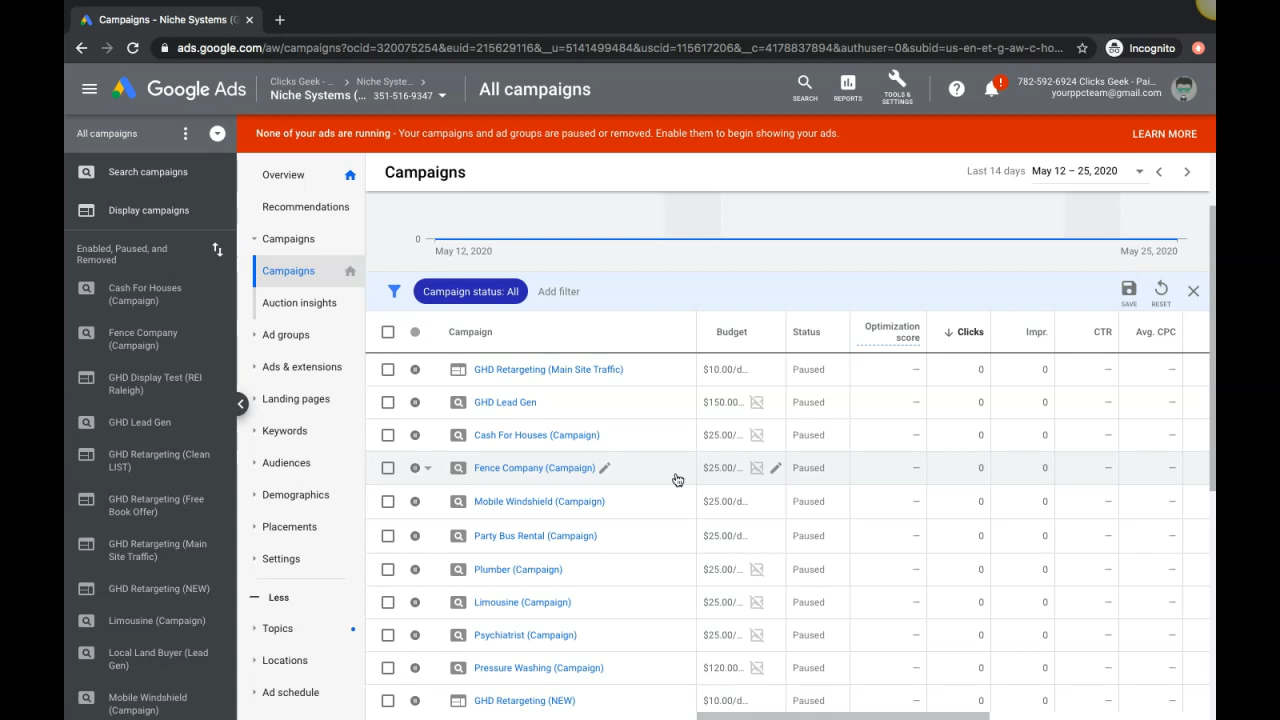 Campaigns - Niche Systems (G
ads.google.com/aw/campaigns?ocid=320075254&euid=215629116&__u=5141499484&uscid=115617206&__c=4178837894&authuser=0&subid=us-en-et-g-aw-c-ho...
Incognito
Google Ads
Clicks Geek - ... > Niche Syste...
Niche Systems (... 351-516-9347
All campaigns
SEARCH
REPORTS
TOOLS & SETTINGS
782-592-6924 Clicks Geek - Pai...
yourppcteam@gmail.com
All campaigns
None of your ads are running - Your campaigns and ad groups are paused or removed. Enable them to begin showing your ads.
LEARN MORE
Search campaigns
Display campaigns
Enabled, Paused, and
Removed
Cash For Houses
(Campaign)
Fence Company
(Campaign)
GHD Display Test (REI
Raleigh)
GHD Lead Gen
GHD Retargeting (Clean
LIST)
GHD Retargeting (Free
Book Offer)
GHD Retargeting (Main
Site Traffic)
GHD Retargeting (NEW)
Limousine (Campaign)
Local Land Buyer (Lead
Gen)
Mobile Windshield
(Campaign)
Overview
Recommendations
Campaigns
Campaigns
Auction insights
Ad groups
Ads & extensions
Landing pages
Keywords
Audiences
Demographics
Placements
Settings
Less
Topics
Locations
Ad schedule
Campaigns
Last 14 days May 12 – 25, 2020
0
May 12, 2020 May 25, 2020
Campaign status: All Add filter
SAVE RESET
Campaign Budget Status Optimization score Clicks Impr. CTR Avg. CPC
GHD Retargeting (Main Site Traffic) $10.00/d... Paused — 0 0 — —
GHD Lead Gen $150.00... Paused — 0 0 — —
Cash For Houses (Campaign) $25.00/... Paused — 0 0 — —
Fence Company (Campaign) $25.00/... Paused — 0 0 — —
Mobile Windshield (Campaign) $25.00/d... Paused — 0 0 — —
Party Bus Rental (Campaign) $25.00/d... Paused — 0 0 — —
Plumber (Campaign) $25.00/... Paused — 0 0 — —
Limousine (Campaign) $25.00/... Paused — 0 0 — —
Psychiatrist (Campaign) $25.00/... Paused — 0 0 — —
Pressure Washing (Campaign) $120.00... Paused — 0 0 — —
GHD Retargeting (NEW) $10.00/d... Paused — 0 0 — —